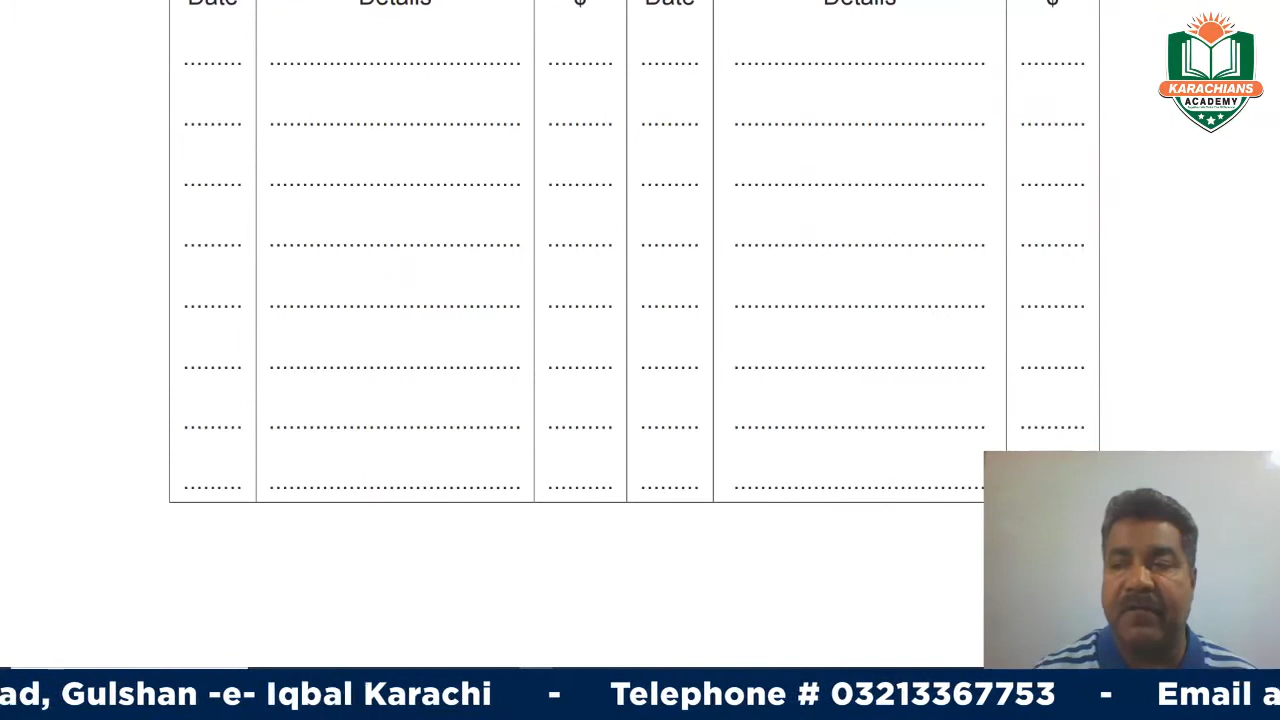 Date Details $ Date Details $
......... ...................................... .......... ......... ...................................... ..........
......... ...................................... .......... ......... ...................................... ..........
......... ...................................... .......... ......... ...................................... ..........
......... ...................................... .......... ......... ...................................... ..........
......... ...................................... .......... ......... ...................................... ..........
......... ...................................... .......... ......... ...................................... ..........
......... ...................................... .......... ......... ...................................... ..........
......... ...................................... .......... ......... ......................................
KARACHIANS
ACADEMY
ad, Gulshan -e- Iqbal Karachi - Telephone # 03213367753 - Email a